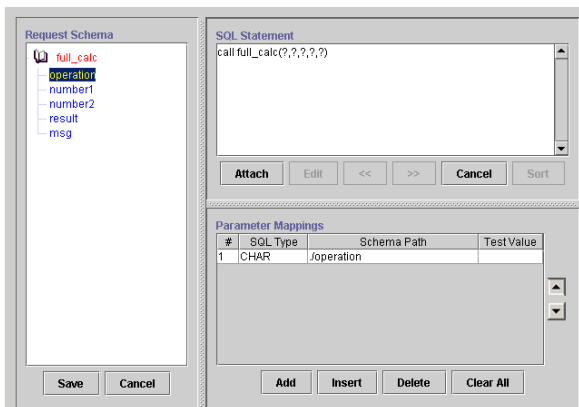 Request Schema
full_calc
operation
number1
number2
result
msg
Save Cancel
SQL Statement
call full_calc(?,?,?,?,?)
Attach Edit << >> Cancel Sort
Parameter Mappings
# SQL Type Schema Path Test Value
1 CHAR ./operation
Add Insert Delete Clear All